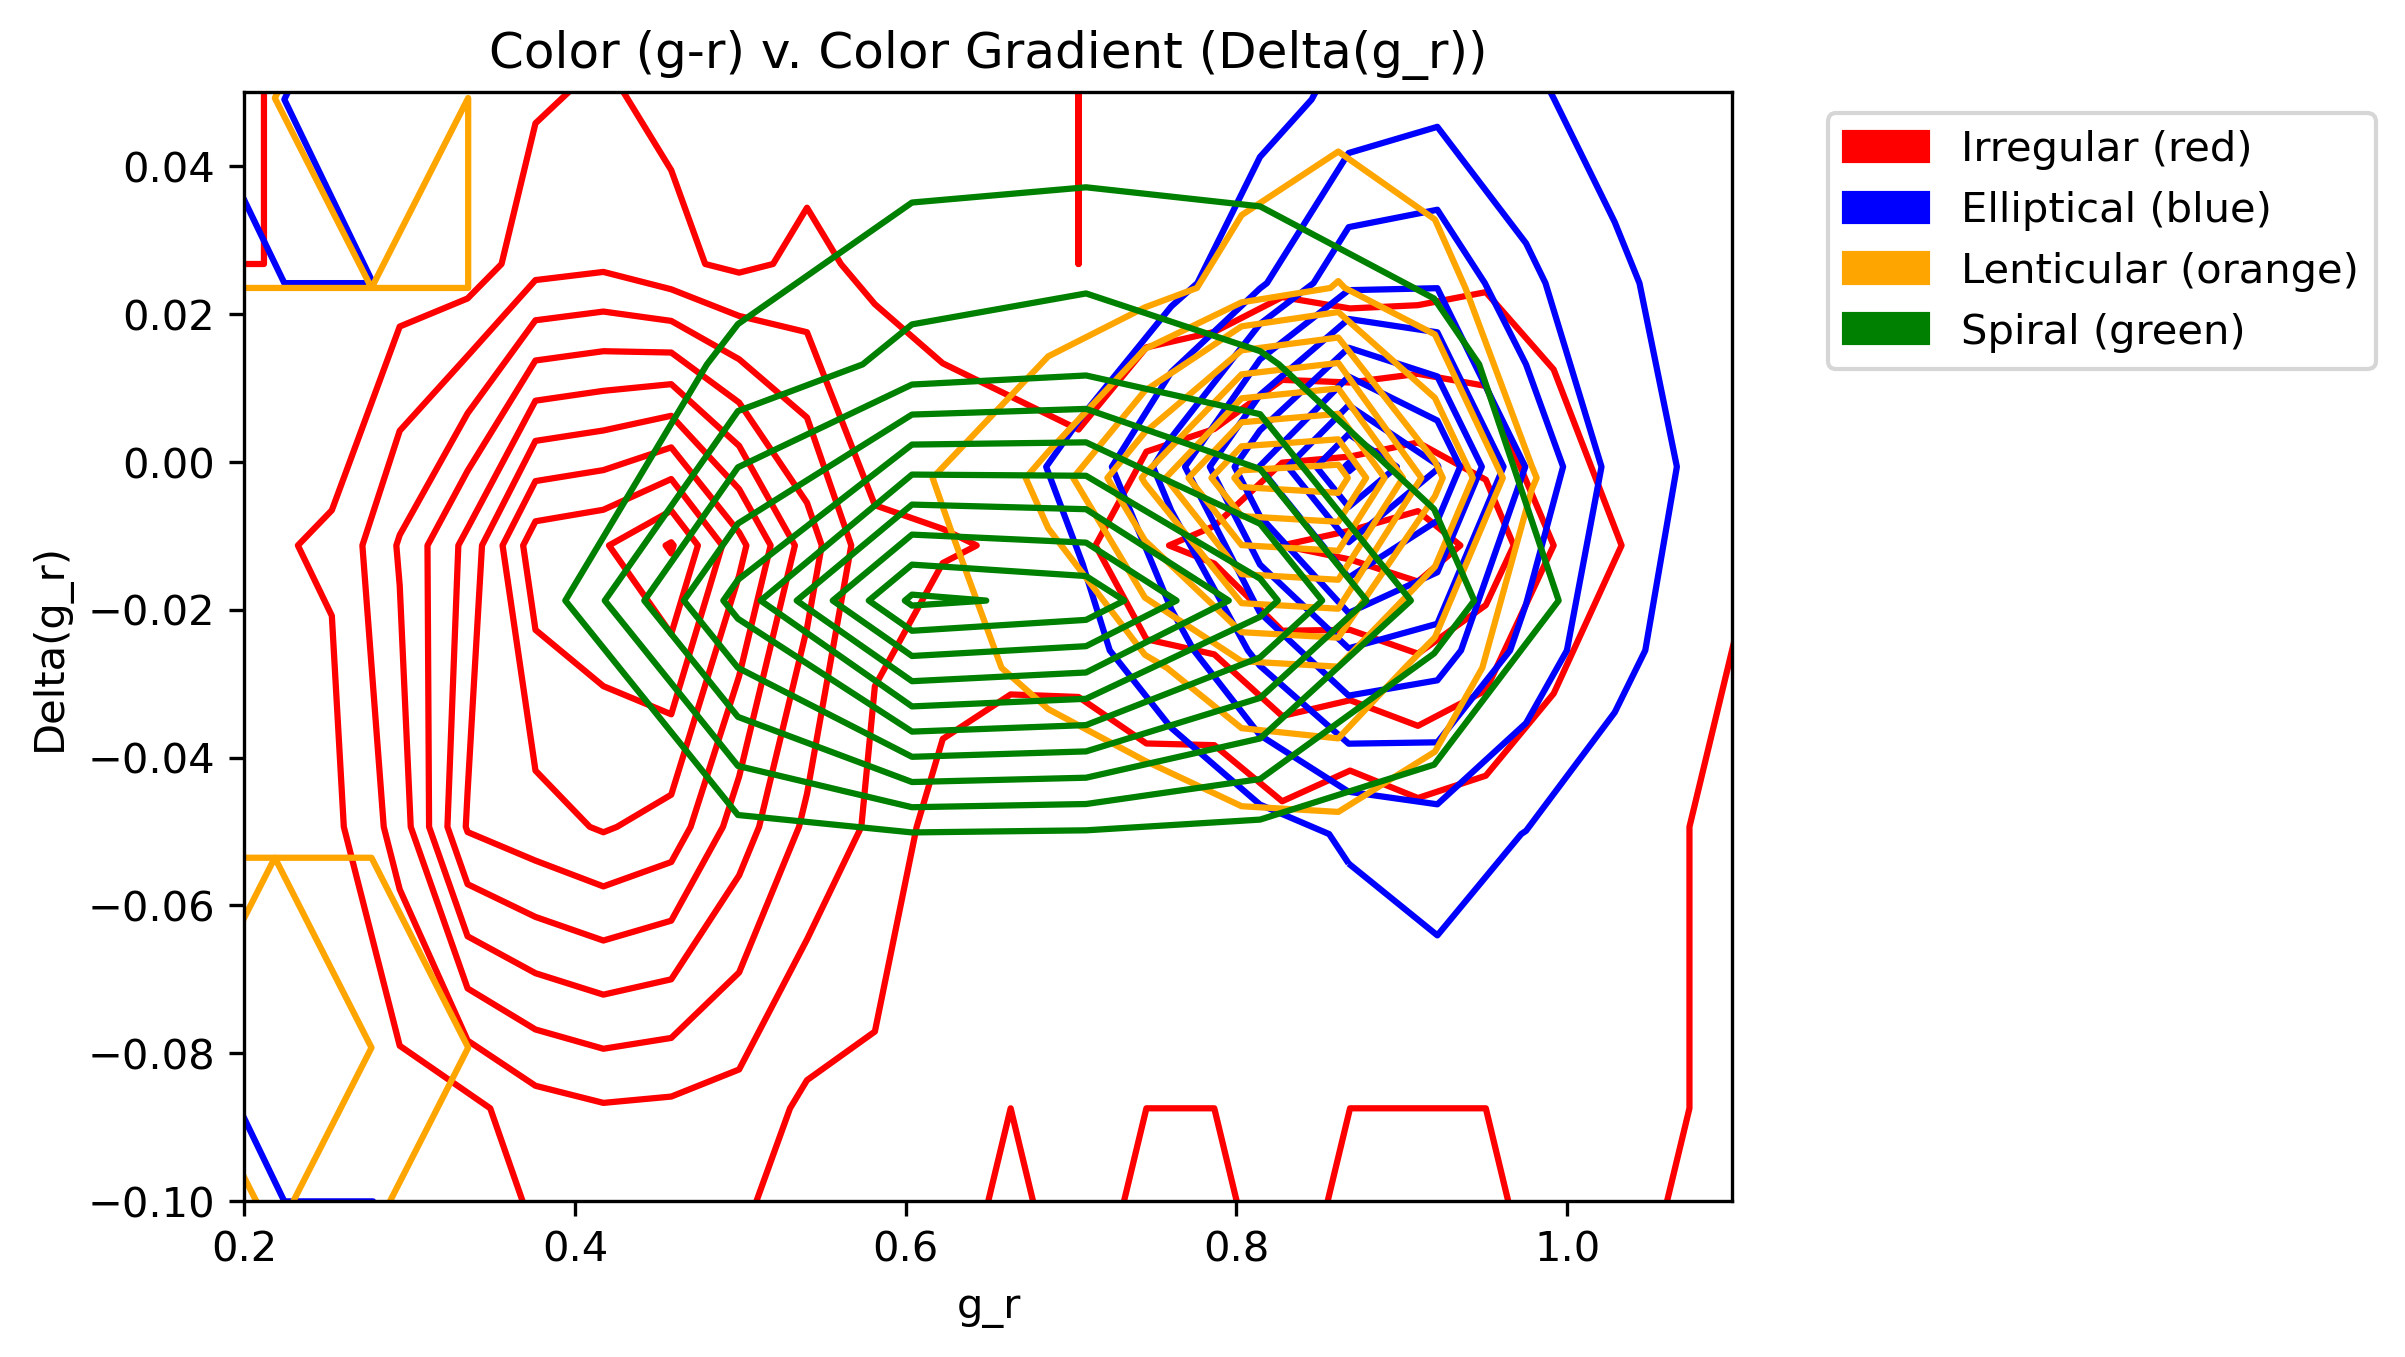 Color (g-r) v. Color Gradient (Delta(g_r))
Irregular (red)
Elliptical (blue)
Lenticular (orange)
Spiral (green)
Delta(g_r)
0.04
0.02
0.00
−0.02
−0.04
−0.06
−0.08
−0.10
0.2 0.4 0.6 0.8 1.0
g_r